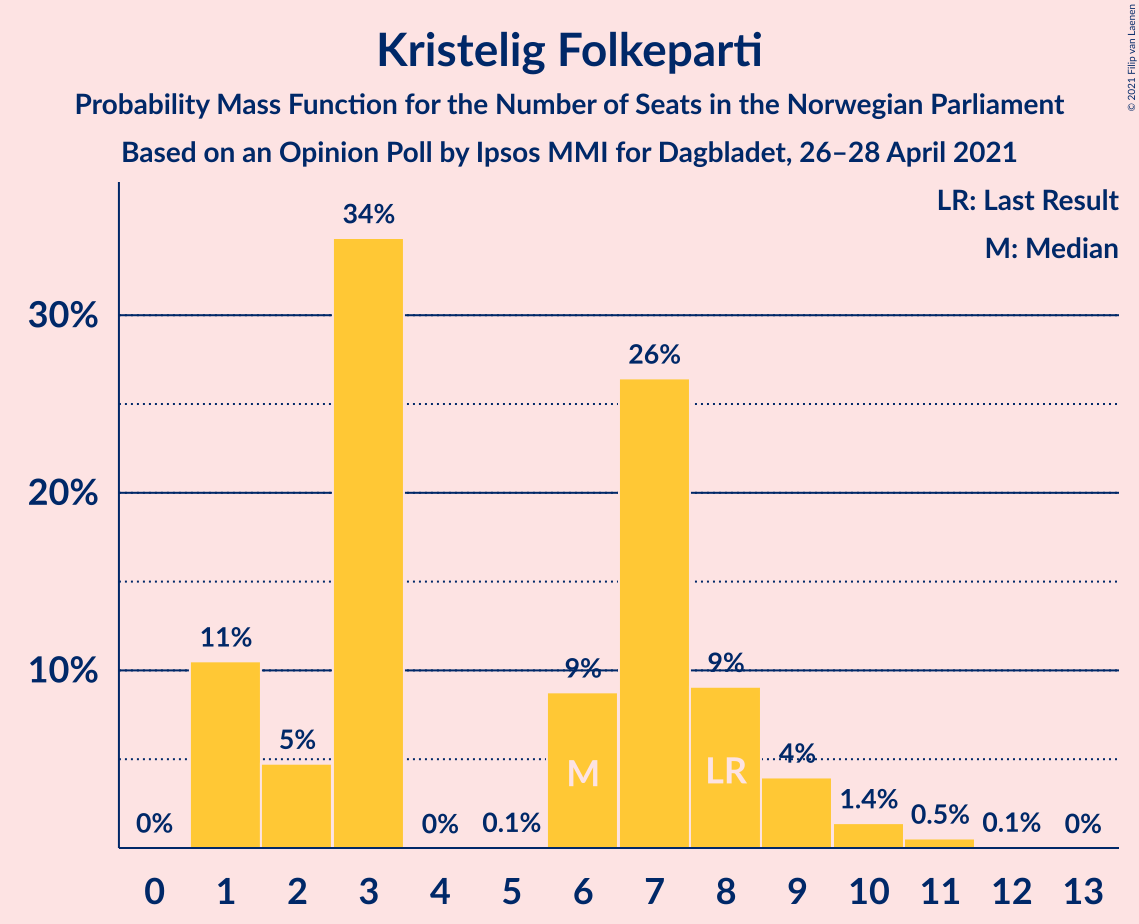 Kristelig Folkeparti
Probability Mass Function for the Number of Seats in the Norwegian Parliament
Based on an Opinion Poll by Ipsos MMI for Dagbladet, 26–28 April 2021
© 2021 Filip van Laenen
LR: Last Result
M: Median
34%
30%
26%
20%
11%
10%
9%
9%
5%
4%
M
LR
1.4%
0.5%
0%
0%
0.1%
0.1%
0%
0 1 2 3 4 5 6 7 8 9 10 11 12 13